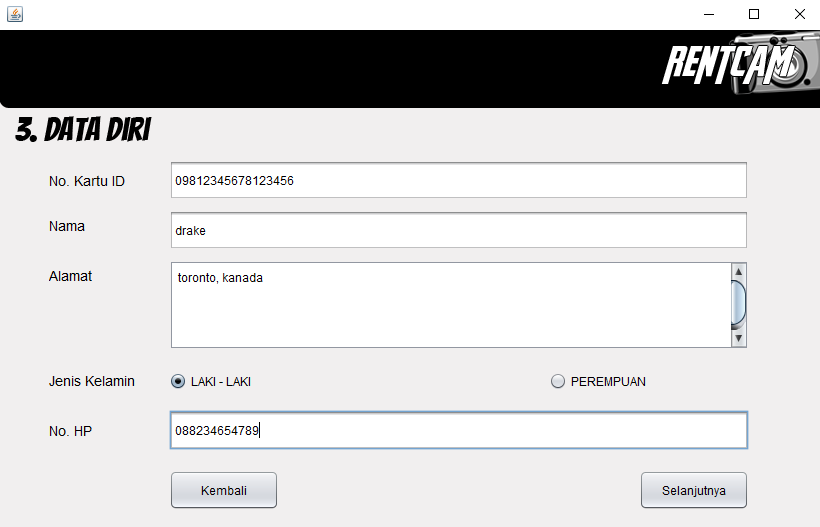 RENTCAM
3. DATA DIRI
No. Kartu ID 09812345678123456
Nama drake
Alamat toronto, kanada
Jenis Kelamin LAKI - LAKI PEREMPUAN
No. HP 088234654789
Kembali Selanjutnya